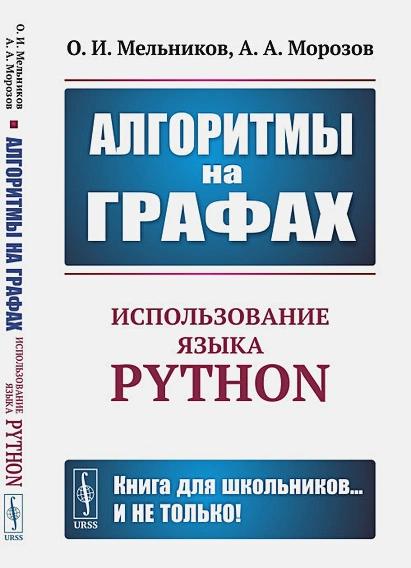 О. И. Мельников, А. А. Морозов
АЛГОРИТМЫ
на
ГРАФАХ
ИСПОЛЬЗОВАНИЕ
ЯЗЫКА
PYTHON
Книга для школьников...
И НЕ ТОЛЬКО!
URSS
О. И. Мельников
А. А. Морозов
АЛГОРИТМЫ НА ГРАФАХ
ИСПОЛЬЗОВАНИЕ
ЯЗЫКА
PYTHON
URSS